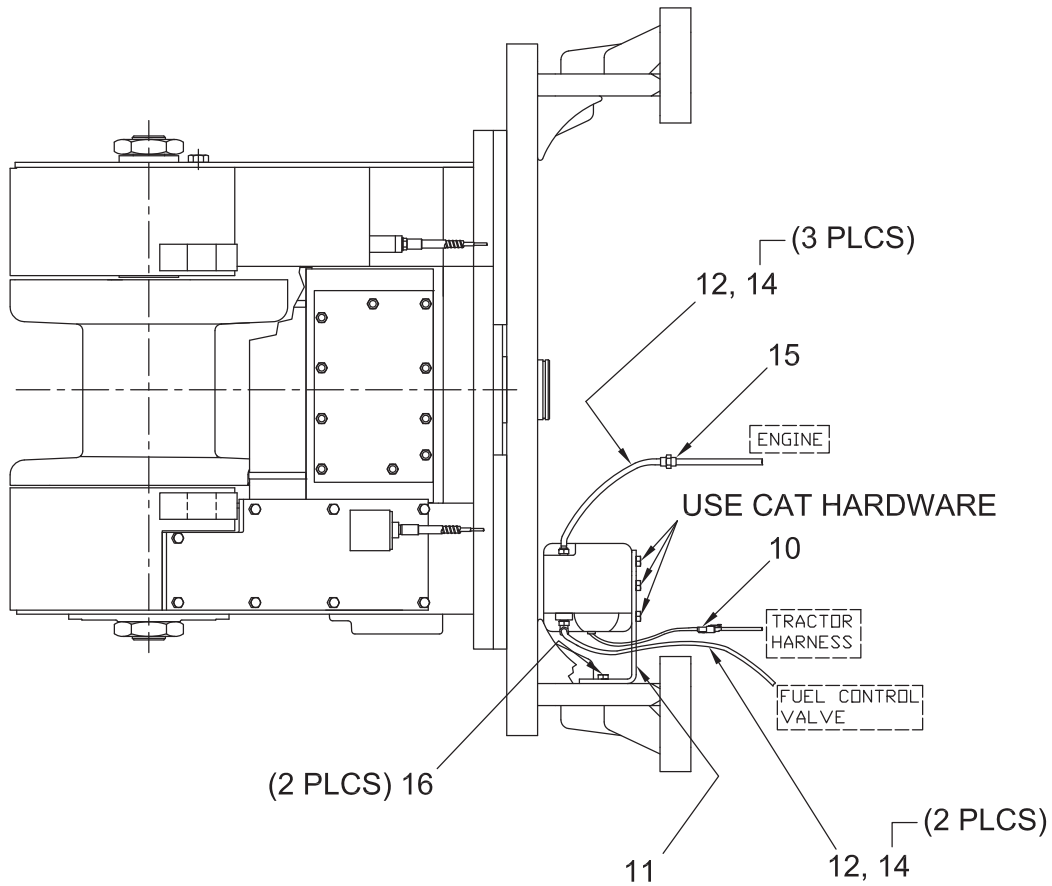 (3 PLCS)
12, 14
15
ENGINE
USE CAT HARDWARE
10
TRACTOR
HARNESS
FUEL CONTROL
VALVE
(2 PLCS) 16
(2 PLCS)
11
12, 14